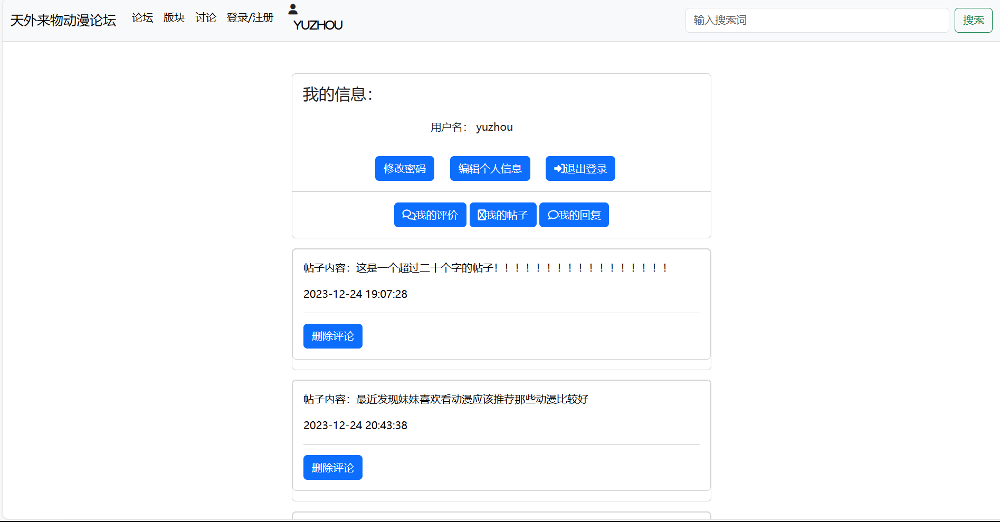 天外来物动漫论坛 论坛 版块 讨论 登录/注册 YUZHOU 输入搜索词 搜索
我的信息：
用户名： yuzhou
修改密码 编辑个人信息 退出登录
我的评价 我的帖子 我的回复
帖子内容：这是一个超过二十个字的帖子！！！！！！！！！！！！！！！！！
2023-12-24 19:07:28
删除评论
帖子内容：最近发现妹妹喜欢看动漫应该推荐那些动漫比较好
2023-12-24 20:43:38
删除评论